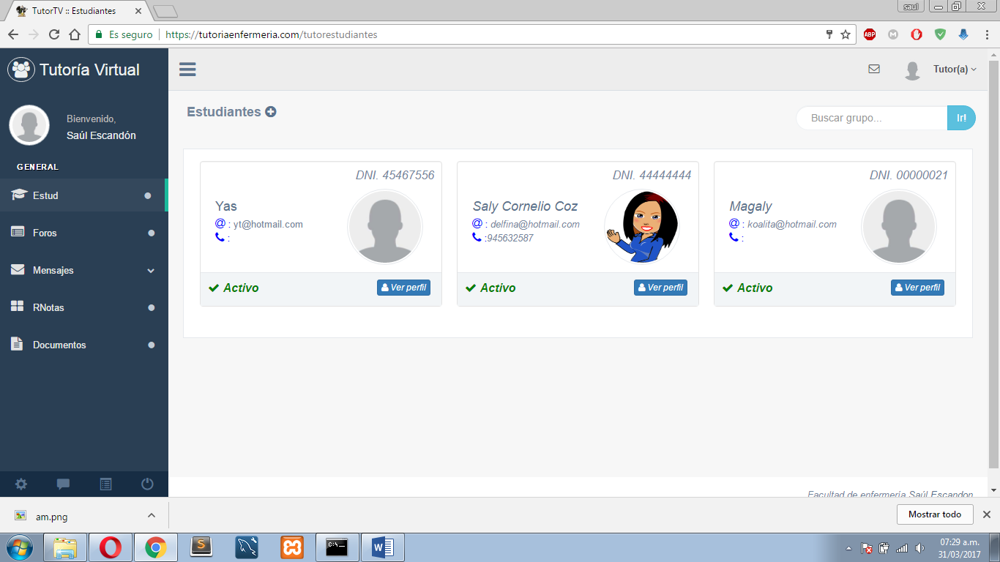 TutorTV :: Estudiantes
saul
Es seguro
https://tutoriaenfermeria.com/tutorestudiantes
ABP
M
Tutoría Virtual
Tutor(a)
Bienvenido,
Saúl Escandón
GENERAL
Estud
Foros
Mensajes
RNotas
Documentos
Estudiantes
Buscar grupo...
Ir!
DNI. 45467556
Yas
@ : yt@hotmail.com
:
Activo
Ver perfil
DNI. 44444444
Saly Cornelio Coz
@ : delfina@hotmail.com
:945632587
Activo
Ver perfil
DNI. 00000021
Magaly
@ : koalita@hotmail.com
:
Activo
Ver perfil
Facultad de enfermería Saúl Escandon
am.png
Mostrar todo
07:29 a.m.
31/03/2017